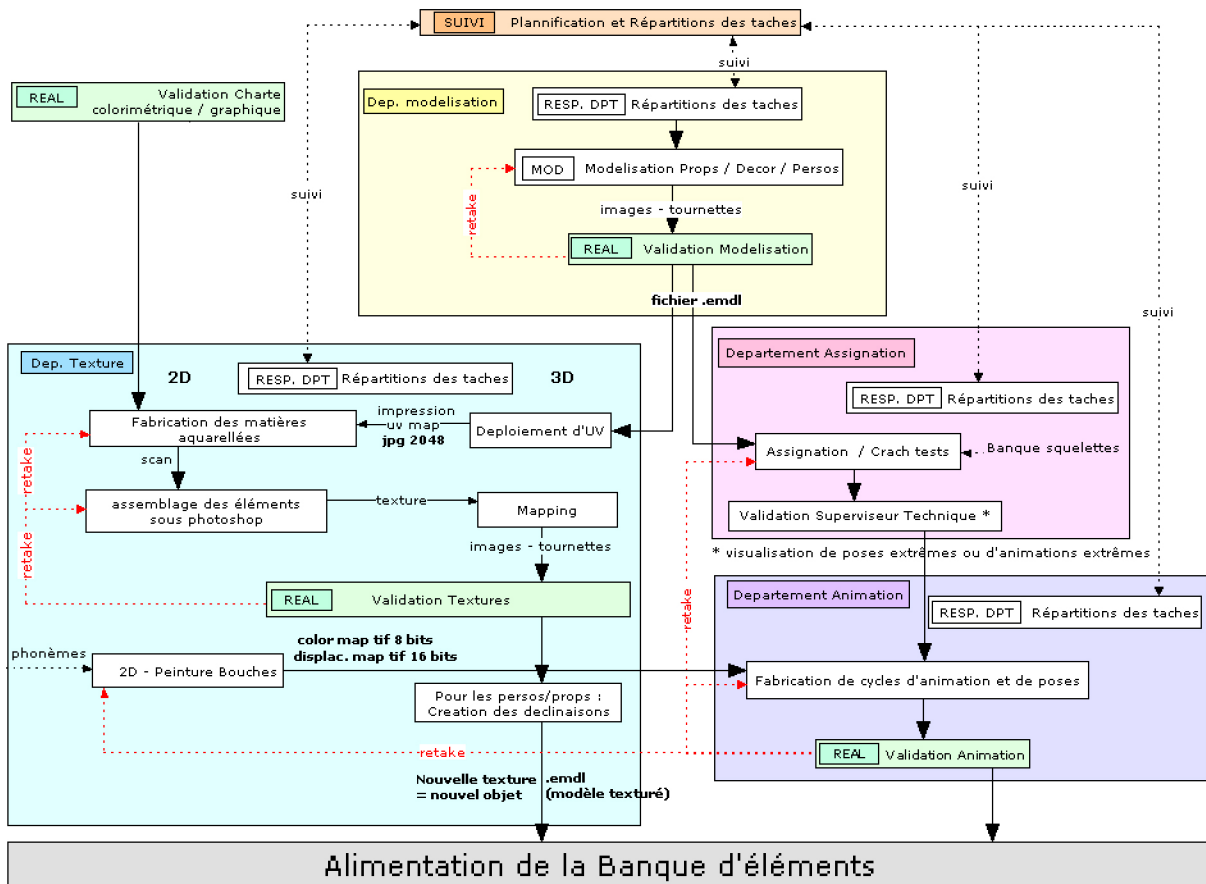 SUIVI Plannification et Répartitions des taches
suivi
REAL Validation Charte
colorimétrique / graphique
Dep. modelisation
RESP. DPT Répartitions des taches
MOD Modelisation Props / Decor / Persos
retake
images - tournettes
REAL Validation Modelisation
fichier .emdl
suivi
suivi
suivi
Dep. Texture
2D
3D
RESP. DPT Répartitions des taches
Fabrication des matières
aquarellées
impression
uv map
jpg 2048
Deploiement d'UV
scan
retake
assemblage des éléments
sous photoshop
texture
Mapping
images - tournettes
retake
REAL Validation Textures
phonèmes
2D - Peinture Bouches
color map tif 8 bits
displac. map tif 16 bits
Pour les persos/props :
Creation des declinaisons
retake
Nouvelle texture
= nouvel objet
.emdl
(modèle texturé)
Departement Assignation
RESP. DPT Répartitions des taches
Assignation / Crach tests
Banque squelettes
Validation Superviseur Technique *
* visualisation de poses extrêmes ou d'animations extrêmes
Departement Animation
RESP. DPT Répartitions des taches
retake
Fabrication de cycles d'animation et de poses
REAL Validation Animation
Alimentation de la Banque d'éléments